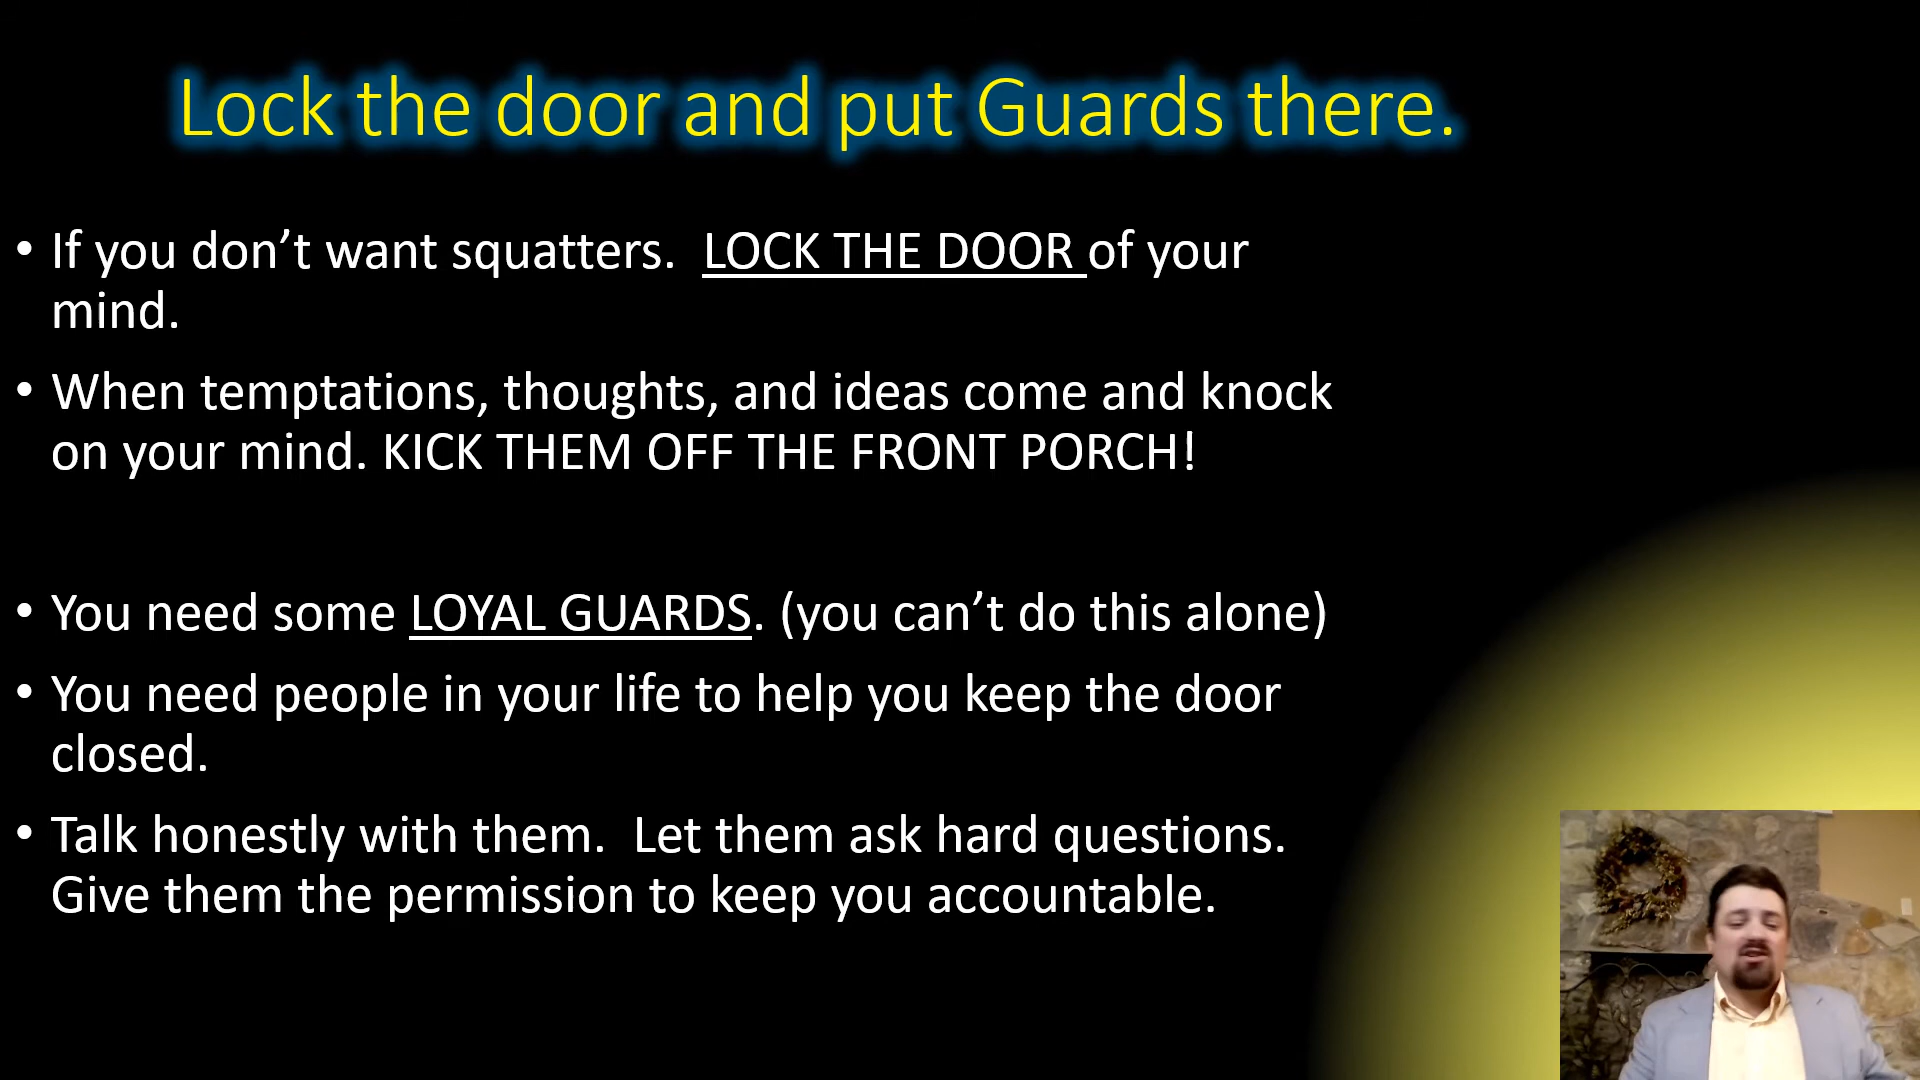 Lock the door and put Guards there.
• If you don’t want squatters.  LOCK THE DOOR of your
mind.
• When temptations, thoughts, and ideas come and knock
on your mind. KICK THEM OFF THE FRONT PORCH!
• You need some LOYAL GUARDS. (you can’t do this alone)
• You need people in your life to help you keep the door
closed.
• Talk honestly with them.  Let them ask hard questions.
Give them the permission to keep you accountable.